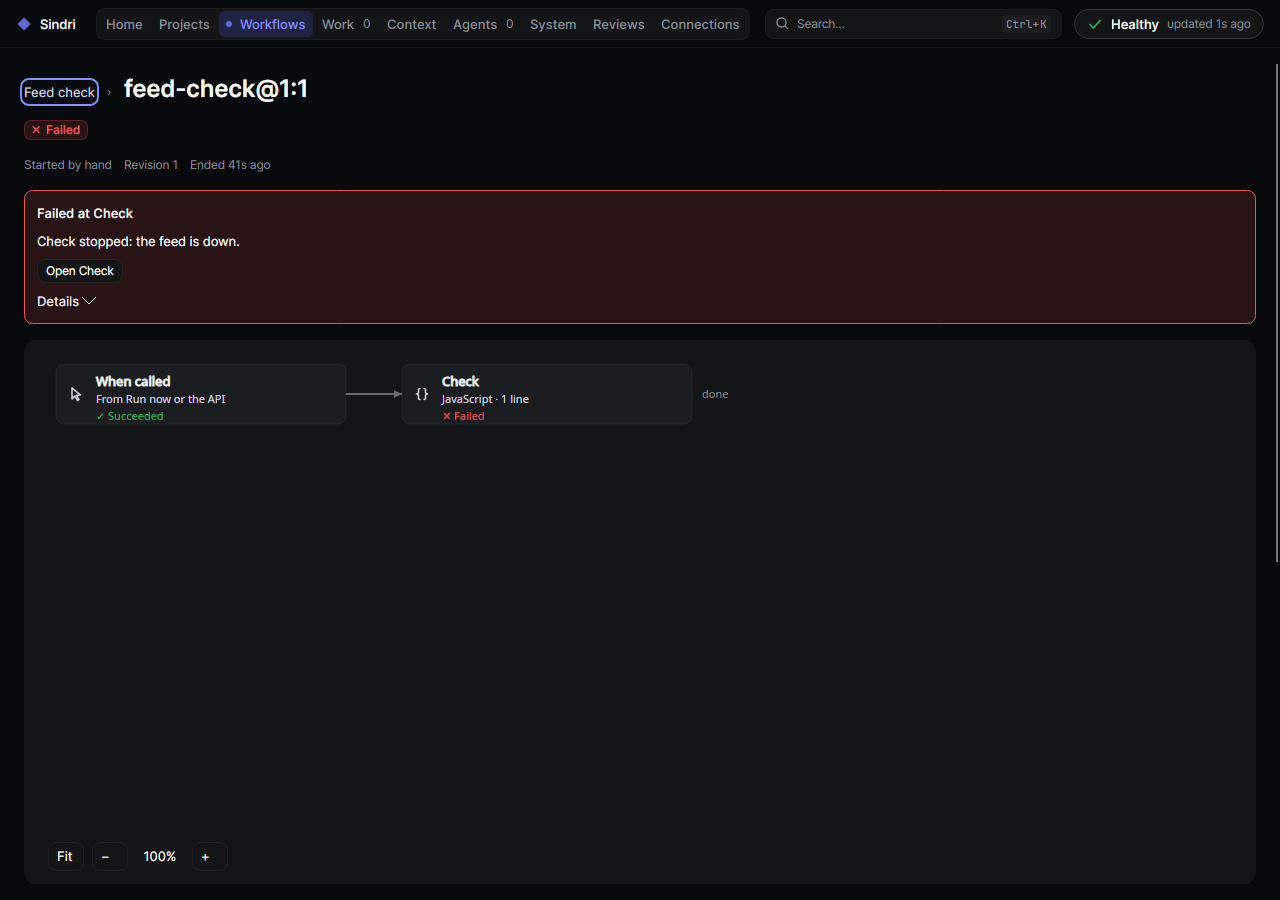 Sindri
Home Projects Workflows Work 0 Context Agents 0 System Reviews Connections
Search... Ctrl+K
Healthy updated 1s ago
Feed check › feed-check@1:1
✕ Failed
Started by hand Revision 1 Ended 41s ago
Failed at Check
Check stopped: the feed is down.
Open Check
Details
When called
From Run now or the API
✓ Succeeded
{} Check
JavaScript · 1 line
✕ Failed
done
Fit − 100% +